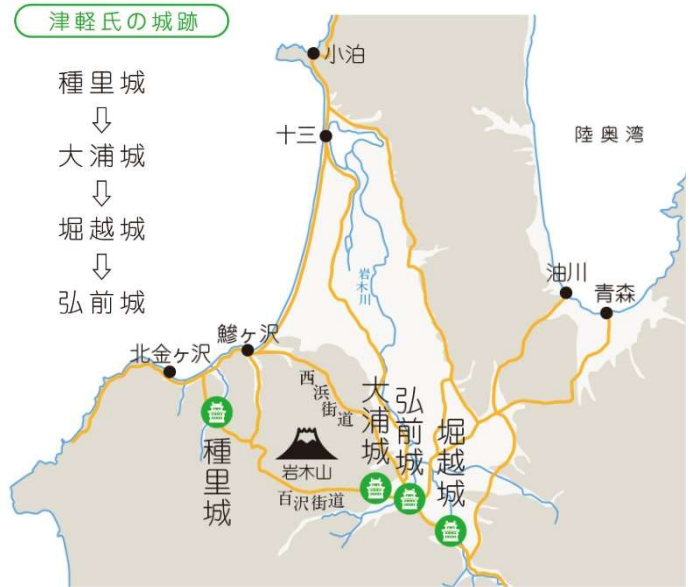 津軽氏の城跡
種里城
⇩
大浦城
⇩
堀越城
⇩
弘前城
小泊
十三
陸奥湾
岩木川
油川
青森
鰺ヶ沢
北金ヶ沢
西浜街道
大浦城
弘前城
堀越城
種里城
岩木山
百沢街道